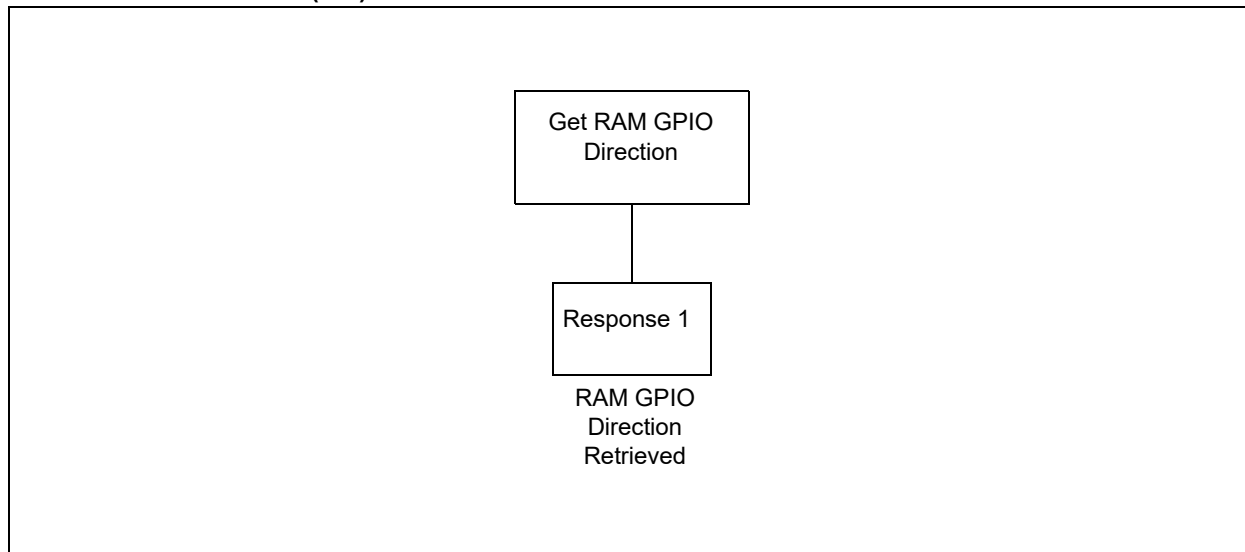 Get RAM GPIO
Direction
Response 1
RAM GPIO
Direction
Retrieved